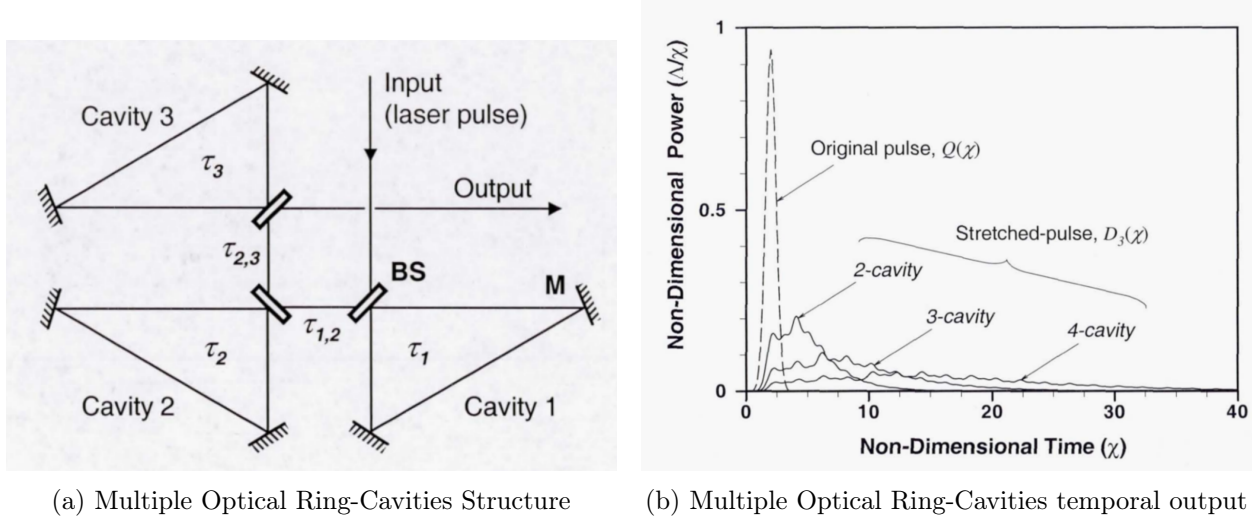 Cavity 3
Input
(laser pulse)
τ3
Output
τ2,3
BS
M
τ1,2
τ2
τ1
Cavity 2
Cavity 1
(a) Multiple Optical Ring-Cavities Structure
Non-Dimensional Power (Λ/χ)
1
0.5
0
Original pulse, Q(χ)
Stretched-pulse, D3(χ)
2-cavity
3-cavity
4-cavity
0 10 20 30 40
Non-Dimensional Time (χ)
(b) Multiple Optical Ring-Cavities temporal output